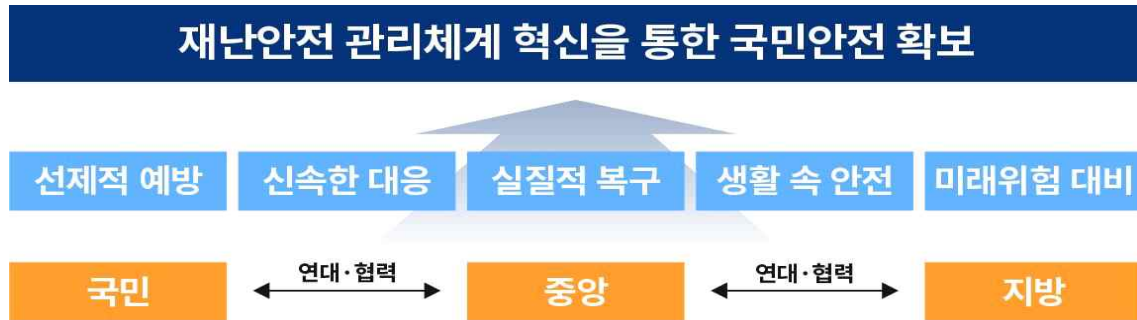 재난안전 관리체계 혁신을 통한 국민안전 확보
선제적 예방 신속한 대응 실질적 복구 생활 속 안전 미래위험 대비
국민 연대·협력 중앙 연대·협력 지방